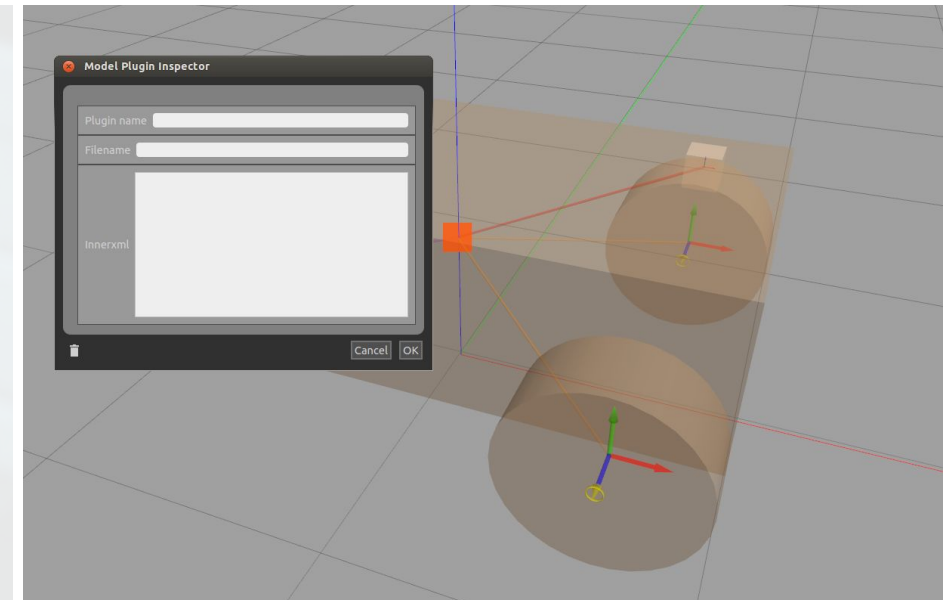 Model Plugin Inspector
Plugin name
Filename
Innerxml
Cancel OK